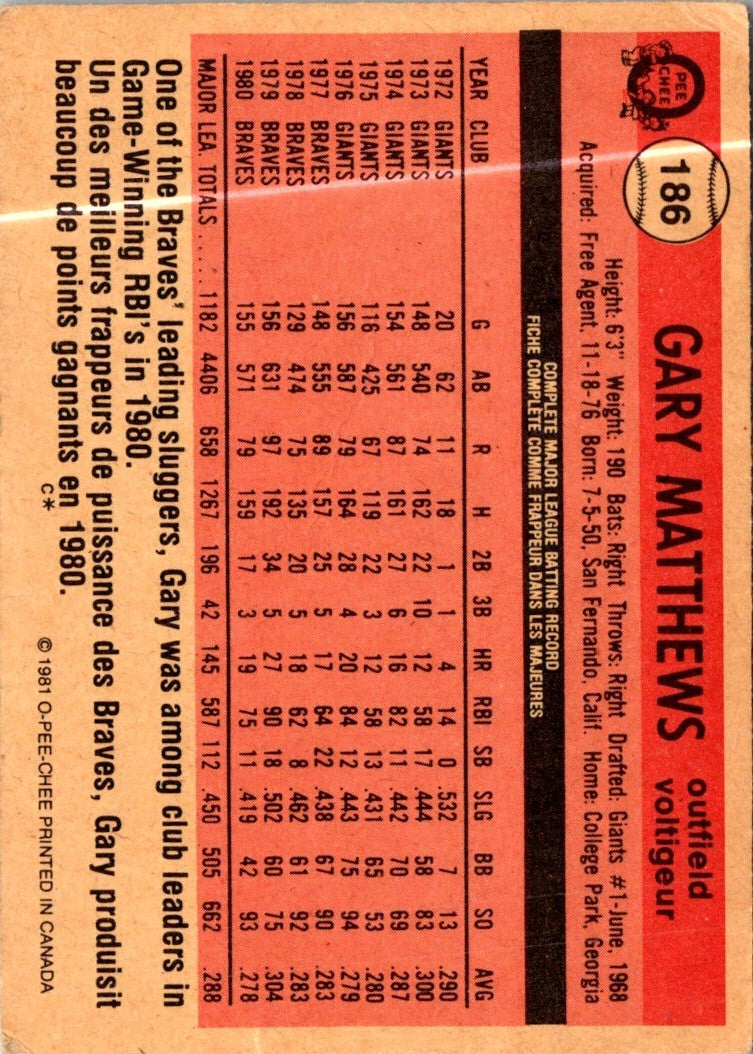 O
PEE
CHEE
186
GARY MATTHEWS
outfield
voltigeur
Height: 6'3" Weight: 190 Bats: Right Throws: Right Drafted: Giants #1-June, 1968
Acquired: Free Agent, 11-18-76 Born: 7-5-50, San Fernando, Calif. Home: College Park, Georgia
COMPLETE MAJOR LEAGUE BATTING RECORD
FICHE COMPLÈTE COMME FRAPPEUR DANS LES MAJEURES
YEAR CLUB G AB R H 2B 3B HR RBI SB SLG BB SO AVG
1972 GIANTS 20 62 11 18 1 1 4 14 0 .532 7 13 .290
1973 GIANTS 148 540 74 162 22 10 12 58 17 .444 58 83 .300
1974 GIANTS 154 561 87 161 27 6 16 82 11 .442 70 69 .287
1975 GIANTS 116 425 67 119 22 3 12 58 13 .431 65 53 .280
1976 GIANTS 156 587 79 164 28 4 20 84 12 .443 75 94 .279
1977 BRAVES 148 555 89 157 25 5 17 64 22 .438 67 90 .283
1978 BRAVES 129 474 75 135 20 5 18 62 8 .462 61 92 .283
1979 BRAVES 156 631 97 192 34 5 27 90 18 .502 60 75 .304
1980 BRAVES 155 571 79 159 17 3 19 75 11 .419 42 93 .278
MAJOR LEA. TOTALS ..... 1182 4406 658 1267 196 42 145 587 112 .450 505 662 .288
One of the Braves' leading sluggers, Gary was among club leaders in
Game-Winning RBI's in 1980.
Un des meilleurs frappeurs de puissance des Braves, Gary produisit
beaucoup de points gagnants en 1980.
C*
© 1981 O-PEE-CHEE PRINTED IN CANADA